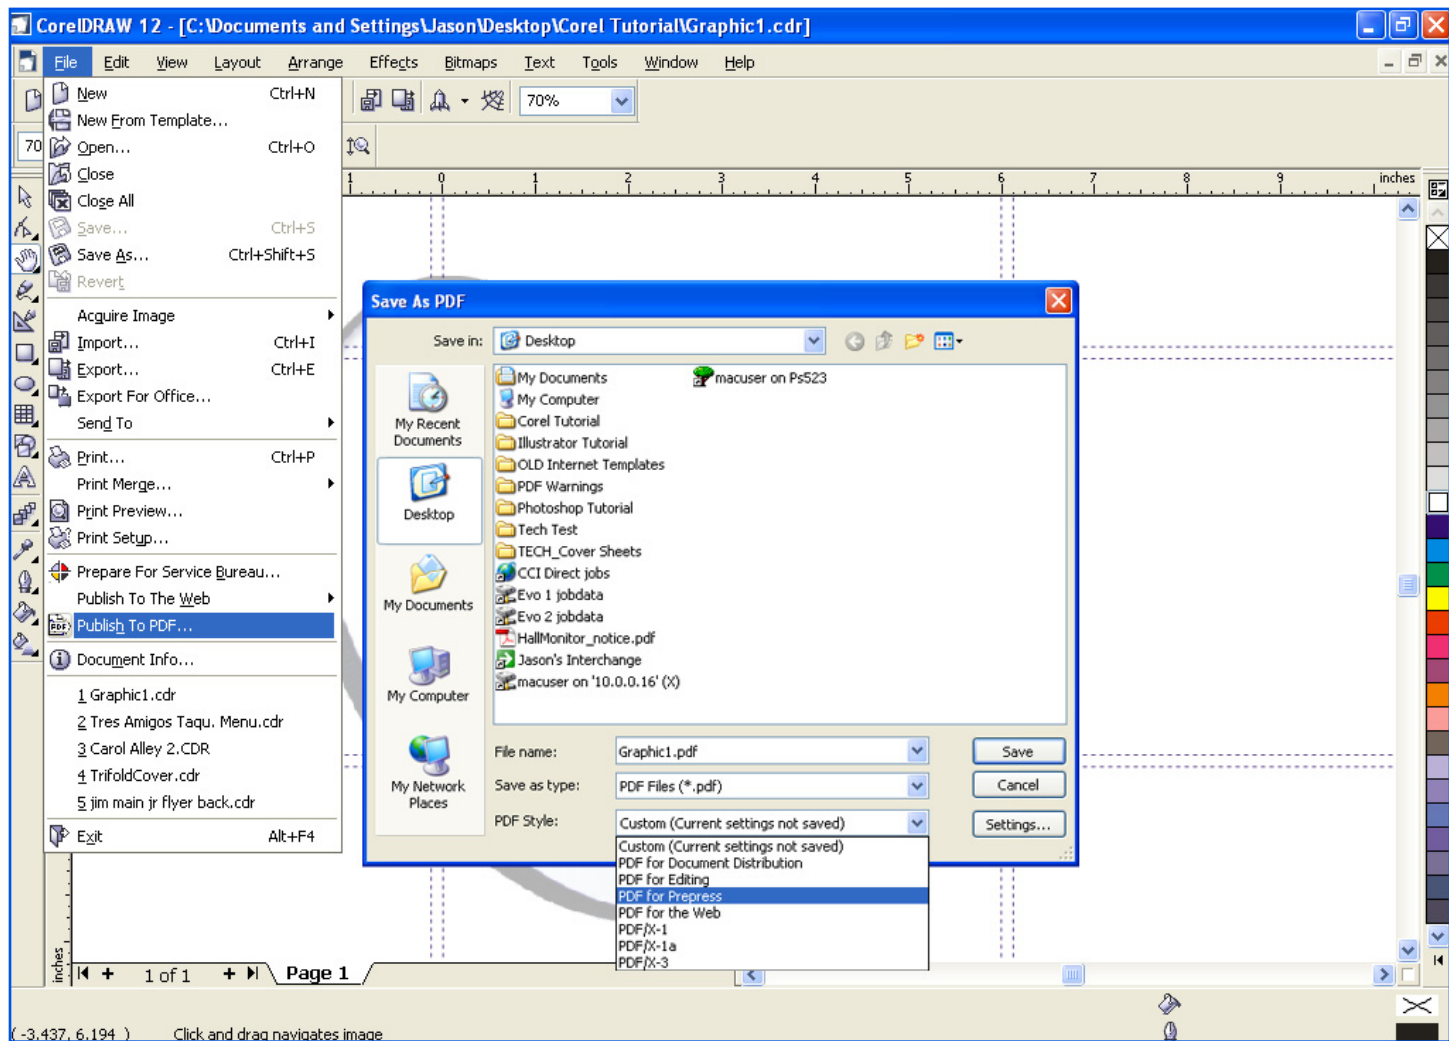 CorelDRAW 12 - [C:\Documents and Settings\Jason\Desktop\Corel Tutorial\Graphic1.cdr]
File Edit View Layout Arrange Effects Bitmaps Text Tools Window Help
New Ctrl+N
70%
New From Template...
70
Open... Ctrl+O
Close
1 0 1 2 3 4 5 6 7 8 9 inches
Close All
Save... Ctrl+S
Save As... Ctrl+Shift+S
Revert
Acquire Image
Import... Ctrl+I
Export... Ctrl+E
Export For Office...
Send To
Print... Ctrl+P
Print Merge...
Print Preview...
Print Setup...
Prepare For Service Bureau...
Publish To The Web
Publish To PDF...
Document Info...
1 Graphic1.cdr
2 Tres Amigos Taqu. Menu.cdr
3 Carol Alley 2.CDR
4 TrifoldCover.cdr
5 jim main jr flyer back.cdr
Exit Alt+F4
Save As PDF
Save in: Desktop
My Recent Documents
Desktop
My Documents
My Computer
My Network Places
My Documents
My Computer
Corel Tutorial
Illustrator Tutorial
OLD Internet Templates
PDF Warnings
Photoshop Tutorial
Tech Test
TECH_Cover Sheets
CCI Direct jobs
Evo 1 jobdata
Evo 2 jobdata
HallMonitor_notice.pdf
Jason's Interchange
macuser on '10.0.0.16' (X)
macuser on Ps523
File name: Graphic1.pdf Save
Save as type: PDF Files (*.pdf) Cancel
PDF Style: Custom (Current settings not saved) Settings...
Custom (Current settings not saved)
PDF for Document Distribution
PDF for Editing
PDF for Prepress
PDF for the Web
PDF/X-1
PDF/X-1a
PDF/X-3
inches
1 of 1 Page 1
( -3.437, 6.194 ) Click and drag navigates image